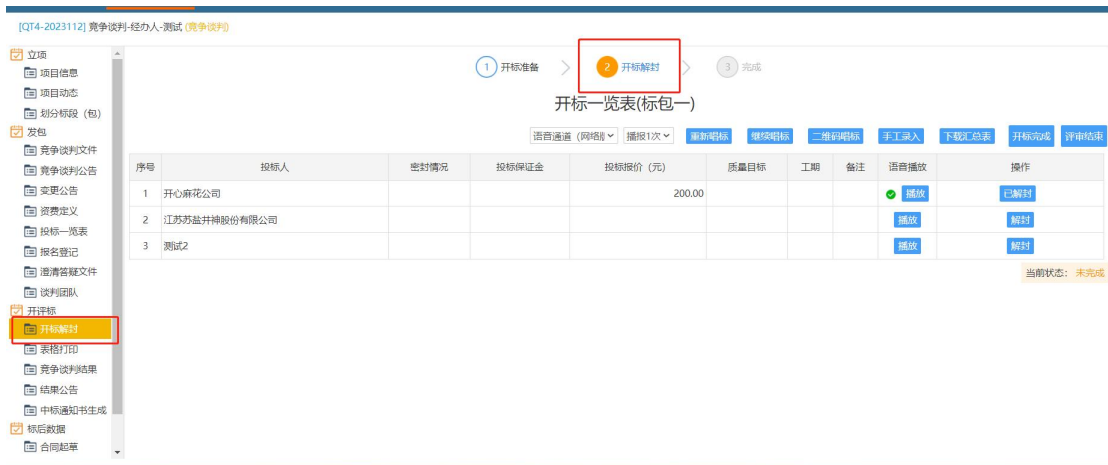 [QT4-2023112] 竞争谈判-经办人-测试 (竞争谈判)
立项
项目信息
项目动态
划分标段（包）
发包
竞争谈判文件
竞争谈判公告
变更公告
资费定义
投标一览表
报名登记
澄清答疑文件
谈判团队
开评标
开标解封
表格打印
竞争谈判结果
结果公告
中标通知书生成
标后数据
合同起草
1 开标准备 2 开标解封 3 完成
开标一览表(标包一)
语音通道（网络 播报1次 重新唱标 继续唱标 二维码唱标 手工录入 下载汇总表 开标完成 评审结束
序号 投标人 密封情况 投标保证金 投标报价（元） 质量目标 工期 备注 语音播放 操作
1 开心麻花公司 200.00 播放 已解封
2 江苏苏盐井神股份有限公司 播放 解封
3 测试2 播放 解封
当前状态：未完成